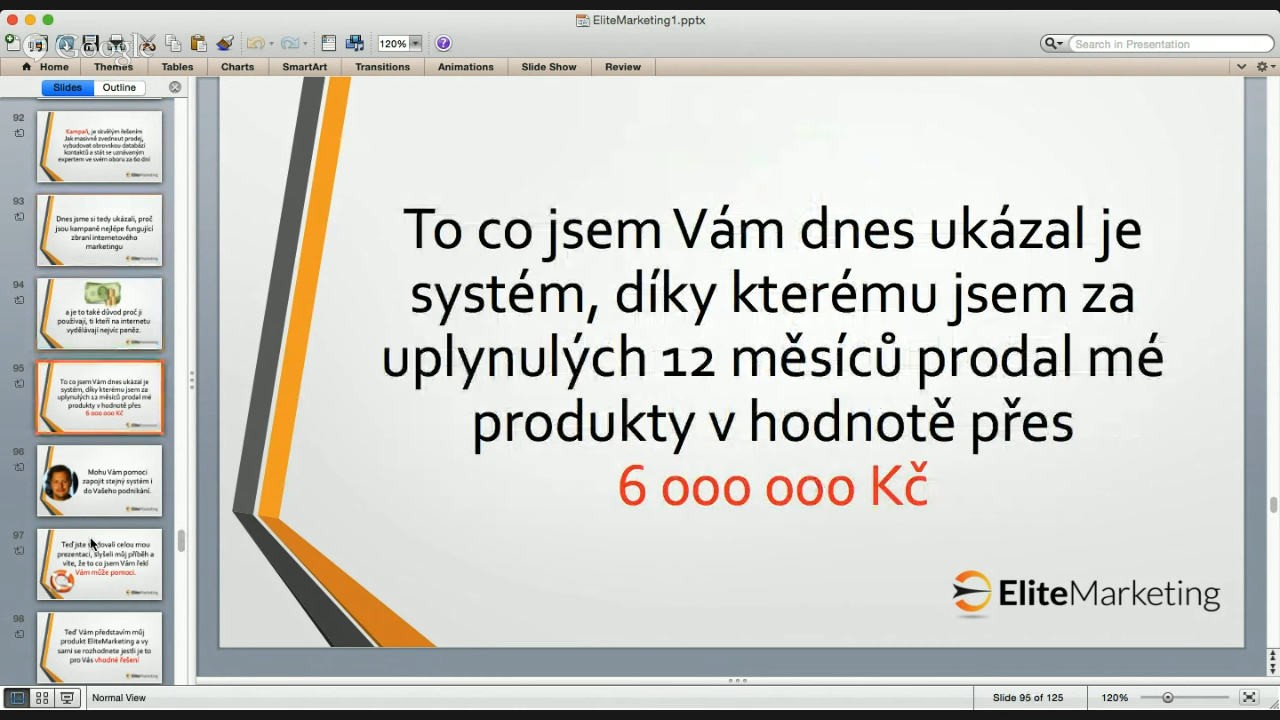 EliteMarketing1.pptx
Google
120%
Search in Presentation
Home
Themes
Tables
Charts
SmartArt
Transitions
Animations
Slide Show
Review
Slides
Outline
92
Kampaň, je skvělým řešením
Jak masivně zvednout prodej,
vybudovat obrovskou databázi
kontaktů a stát se uznávaným
expertem ve svém oboru za 60 dní
EliteMarketing
93
Dnes jsme si tedy ukázali, proč
jsou kampaně nejlépe fungující
zbraní internetového
marketingu
EliteMarketing
94
a je to také důvod proč ji
používají, ti kteří na internetu
vydělávají nejvíc peněz.
EliteMarketing
95
To co jsem Vám dnes ukázal je
systém, díky kterému jsem za
uplynulých 12 měsíců prodal mé
produkty v hodnotě přes
6 000 000 Kč
EliteMarketing
96
Mohu Vám pomoci
zapojit stejný systém i
do Vašeho podnikání.
EliteMarketing
97
Teď jste sledovali celou mou
prezentaci, slyšeli můj příběh a
víte, že to co jsem Vám řekl
Vám může pomoci.
EliteMarketing
98
Teď Vám představím můj
produkt EliteMarketing a vy
sami se rozhodnete jestli je to
pro Vás vhodné řešení
EliteMarketing
To co jsem Vám dnes ukázal je
systém, díky kterému jsem za
uplynulých 12 měsíců prodal mé
produkty v hodnotě přes
6 000 000 Kč
EliteMarketing
Normal View
Slide 95 of 125
120%